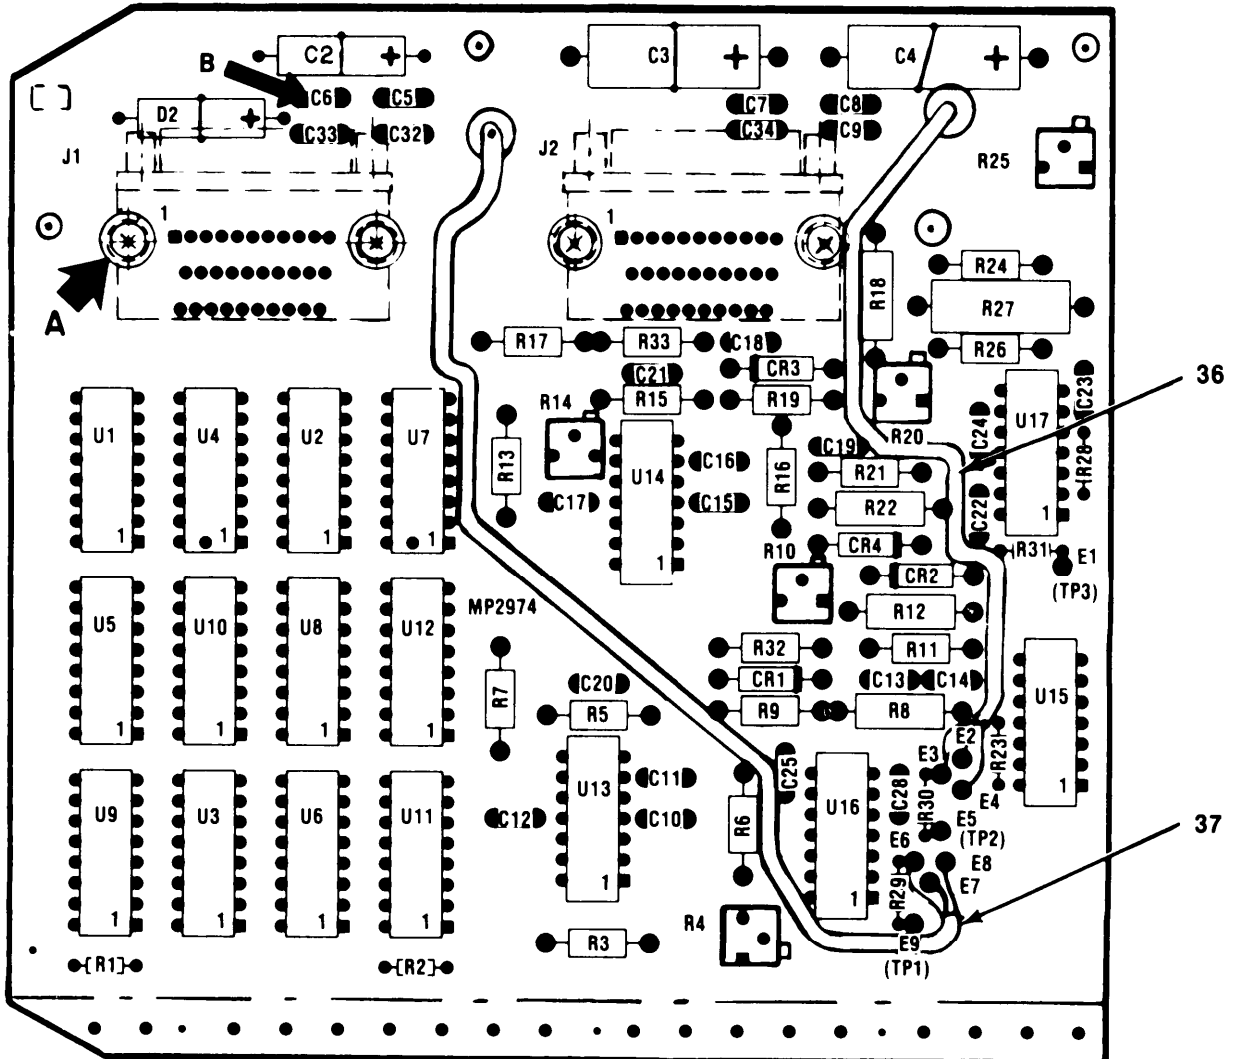 C2 +
C3 +
C4 +
B
C6 C5
C7 C8
D2 +
C33 C32
C34 C9
J1
J2
R25
1
1
A
R18
R24
R27
R26
R17 R33 C18
CR3
C21
R15 R19
36
R14
R20
C23
C24
U17
R28
U1 U4 U2 U7
R13
U14
C16
R16
C19
R21
C17
C15
R22
C22
1
1 1 1 1
R10
CR4
R31
E1
(TP3)
1
CR2
MP2974
R12
U5 U10 U8 U12
R32
R11
R7
C20
CR1
C13 C14
U15
R5
R9
R8
1 1 1 1
E2
E3
R23
C25
U13
C11
U16
C28
R30
E4
1
U9 U3 U6 U11
C12
C10
R6
E5
(TP2)
37
E6
E8
E7
R29
1
1
1 1 1 1
R4
R3
E9
(TP1)
R1
R2